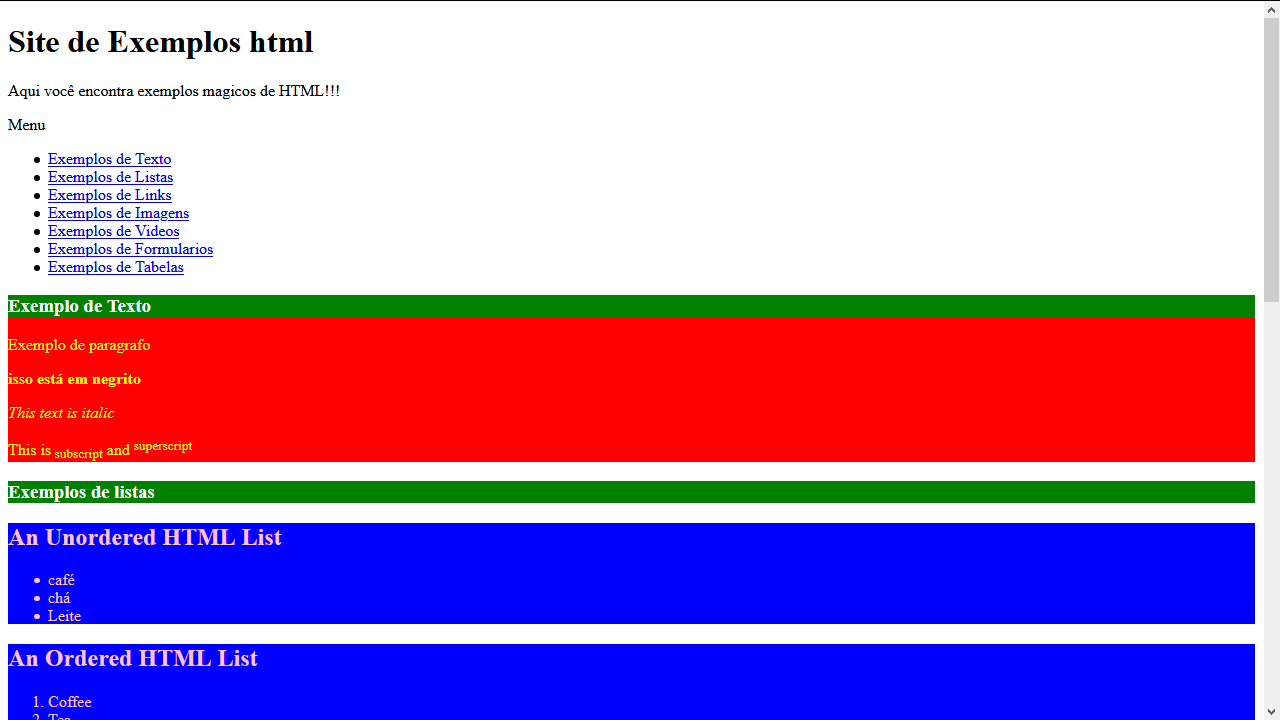 Site de Exemplos html
Aqui você encontra exemplos magicos de HTML!!!
Menu
Exemplos de Texto
Exemplos de Listas
Exemplos de Links
Exemplos de Imagens
Exemplos de Videos
Exemplos de Formularios
Exemplos de Tabelas
Exemplo de Texto
Exemplo de paragrafo
isso está em negrito
This text is italic
This is subscript and superscript
Exemplos de listas
An Unordered HTML List
café
chá
Leite
An Ordered HTML List
1. Coffee
2. Tea